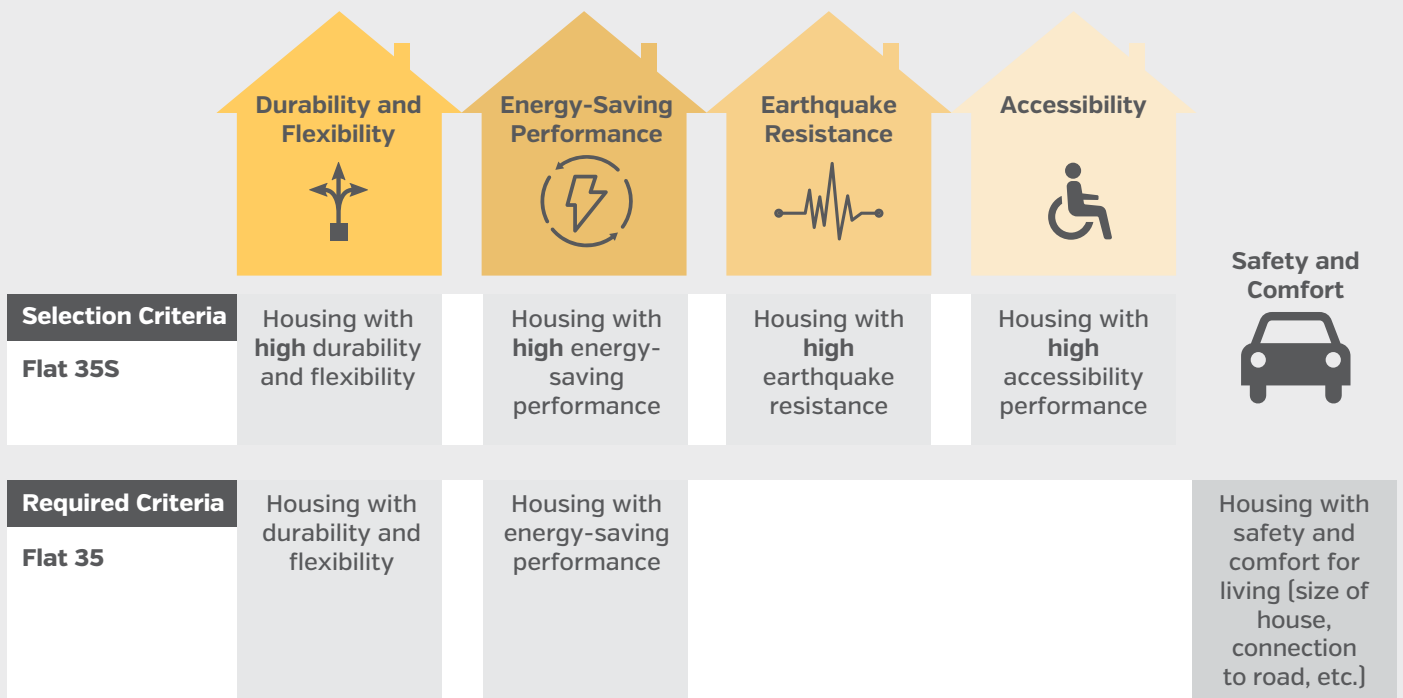 Durability and
Flexibility
Energy-Saving
Performance
Earthquake
Resistance
Accessibility
Safety and
Comfort
Selection Criteria
Flat 35S
Housing with
high durability
and flexibility
Housing with
high energy-
saving
performance
Housing with
high
earthquake
resistance
Housing with
high
accessibility
performance
Required Criteria
Flat 35
Housing with
durability and
flexibility
Housing with
energy-saving
performance
Housing with
safety and
comfort for
living (size of
house,
connection
to road, etc.)